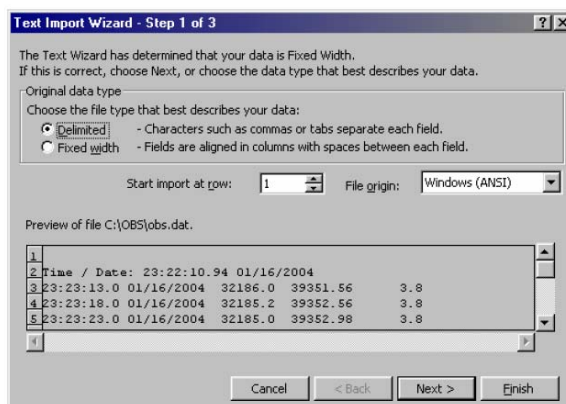 Text Import Wizard - Step 1 of 3
The Text Wizard has determined that your data is Fixed Width.
If this is correct, choose Next, or choose the data type that best describes your data.
Original data type
Choose the file type that best describes your data:
Delimited - Characters such as commas or tabs separate each field.
Fixed width - Fields are aligned in columns with spaces between each field.
Start import at row: 1 File origin: Windows (ANSI)
Preview of file C:\OBS\obs.dat.
1
2 Time / Date: 23:22:10.94 01/16/2004
3 23:23:13.0 01/16/2004 32186.0 39351.56 3.8
4 23:23:18.0 01/16/2004 32185.2 39352.56 3.8
5 23:23:23.0 01/16/2004 32185.0 39352.98 3.8
Cancel < Back Next > Finish